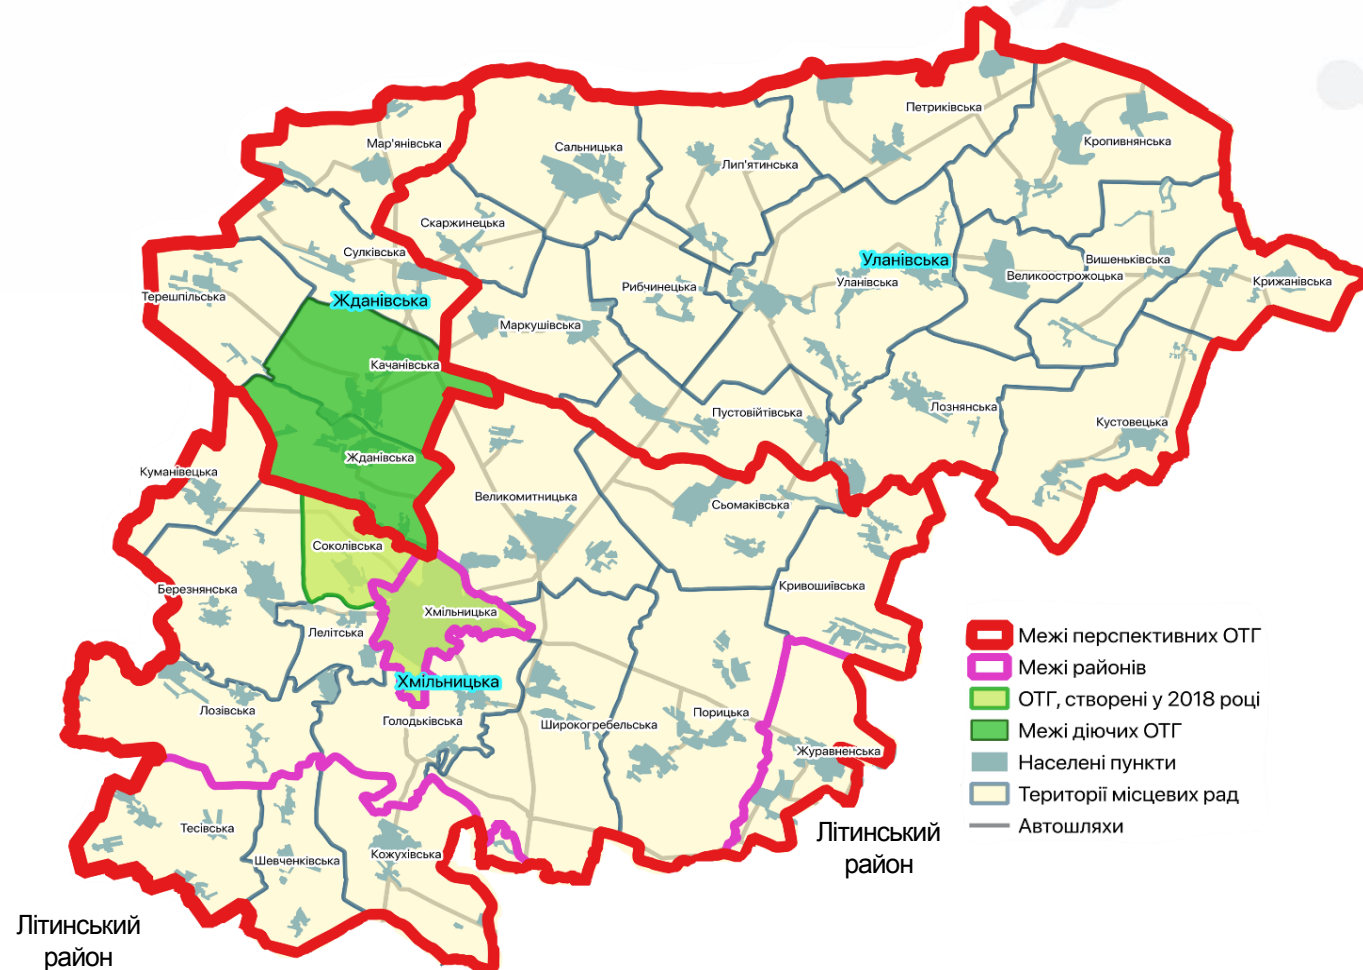 Петриківська
Кропивнянська
Мар'янівська
Сальницька
Лип'ятинська
Скаржинецька
Сулківська
Уланівська
Вишеньківська
Великоострожоцька
Уланівська
Крижанівська
Рибчинецька
Терешпільська
Жданівська
Маркушівська
Качанівська
Пустовійтівська
Лознянська
Кустовецька
Жданівська
Куманівецька
Великомитницька
Сьомаківська
Соколівська
Березнянська
Кривошиївська
Хмільницька
Лелітська
Хмільницька
Лозівська
Голодьківська
Широкогребельська
Порицька
Журавненська
Тесівська
Шевченківська
Кожухівська
Літинський
район
Літинський
район
Межі перспективних ОТГ
Межі районів
ОТГ, створені у 2018 році
Межі діючих ОТГ
Населені пункти
Території місцевих рад
Автошляхи